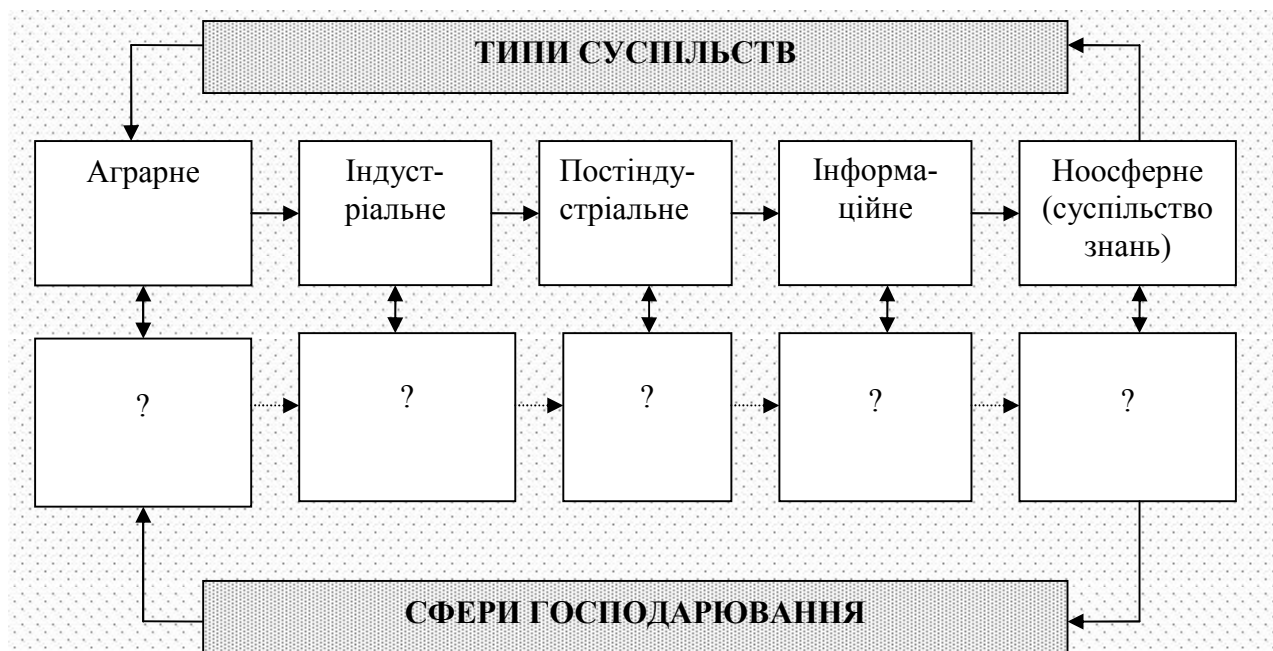 ТИПИ СУСПІЛЬСТВ
Аграрне
Індуст-
ріальне
Постінду-
стріальне
Інформа-
ційне
Ноосферне
(суспільство
знань)
?
?
?
?
?
СФЕРИ ГОСПОДАРЮВАННЯ